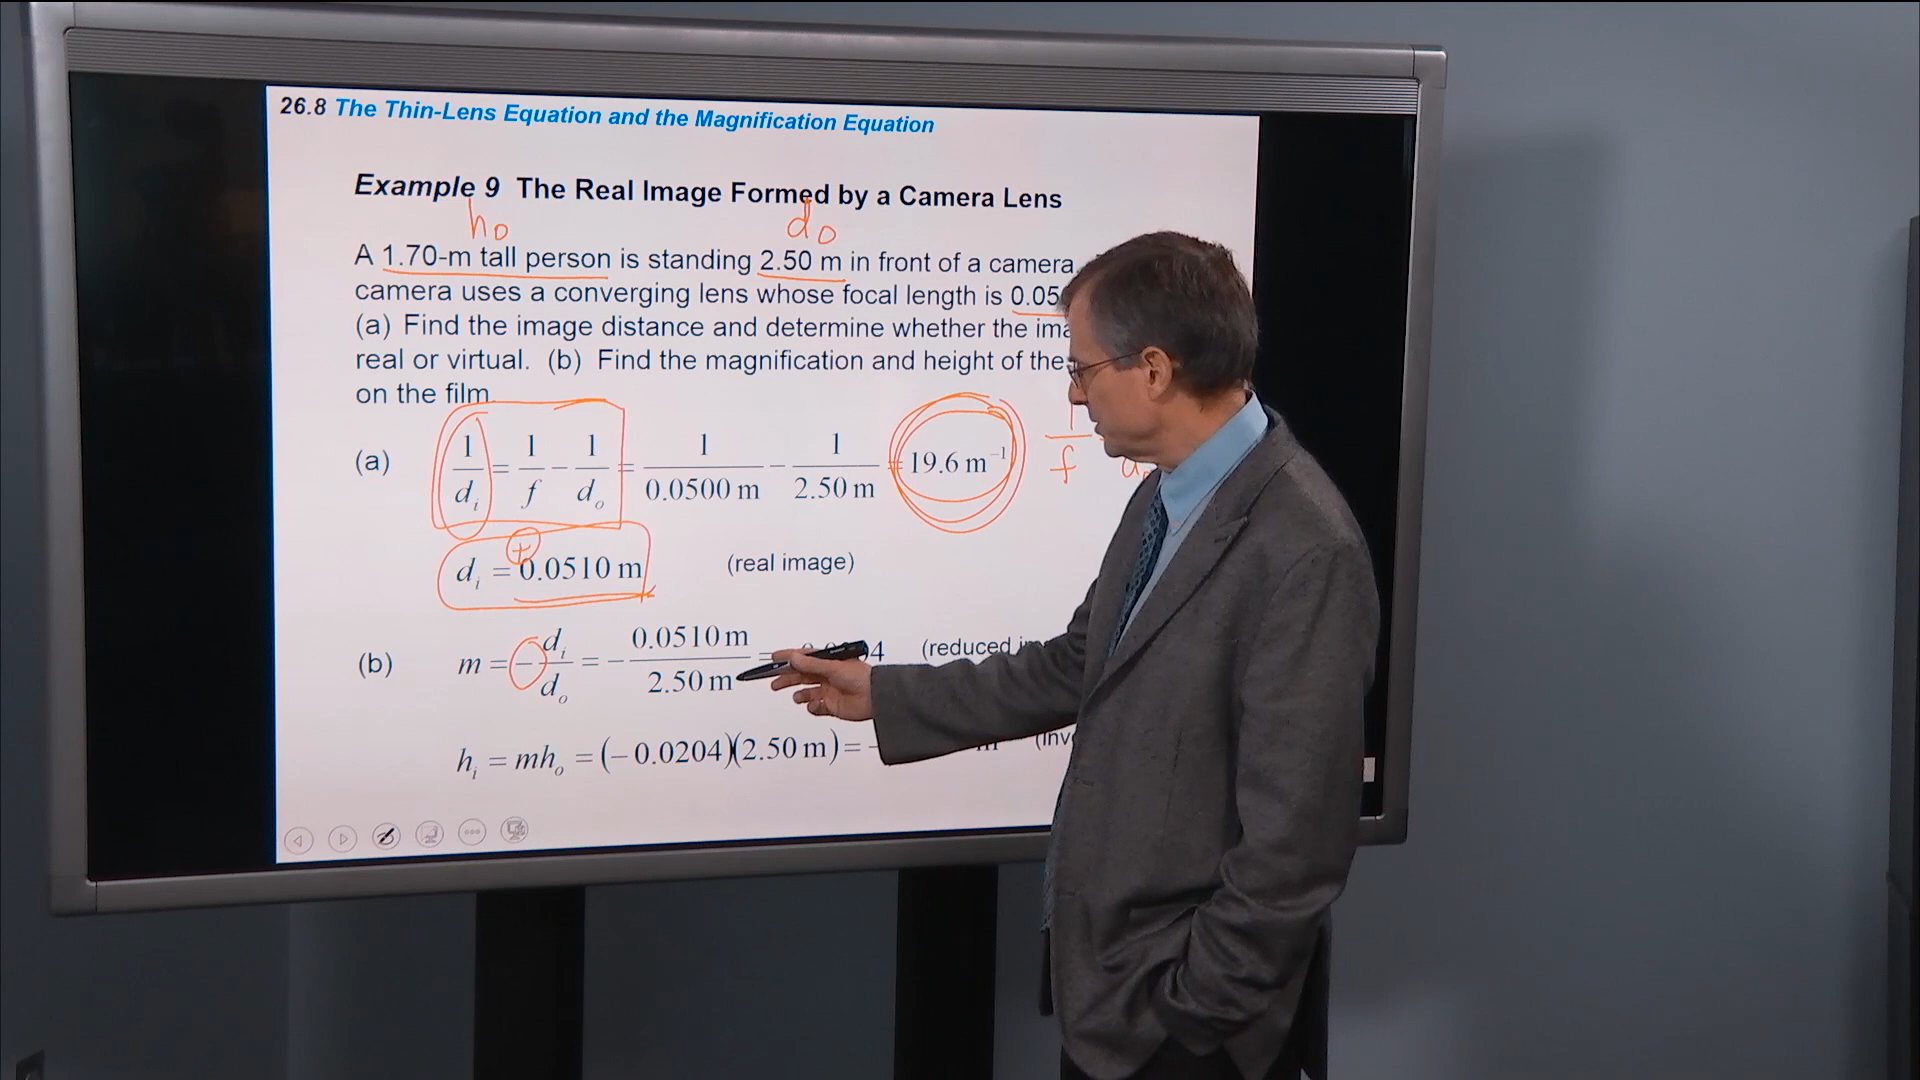 26.8 The Thin-Lens Equation and the Magnification Equation
Example 9 The Real Image Formed by a Camera Lens
h₀ d₀
A 1.70-m tall person is standing 2.50 m in front of a camera.
camera uses a converging lens whose focal length is 0.05
(a) Find the image distance and determine whether the
real or virtual. (b) Find the magnification and height of the
on the film.
(a) 1/dᵢ = 1/f − 1/dₒ = 1/0.0500 m − 1/2.50 m = 19.6 m⁻¹ 1/f
dᵢ = +0.0510 m (real image)
(b) m = −dᵢ/dₒ = −0.0510 m/2.50 m = (reduced
hᵢ = mhₒ = (−0.0204)(2.50 m) = −